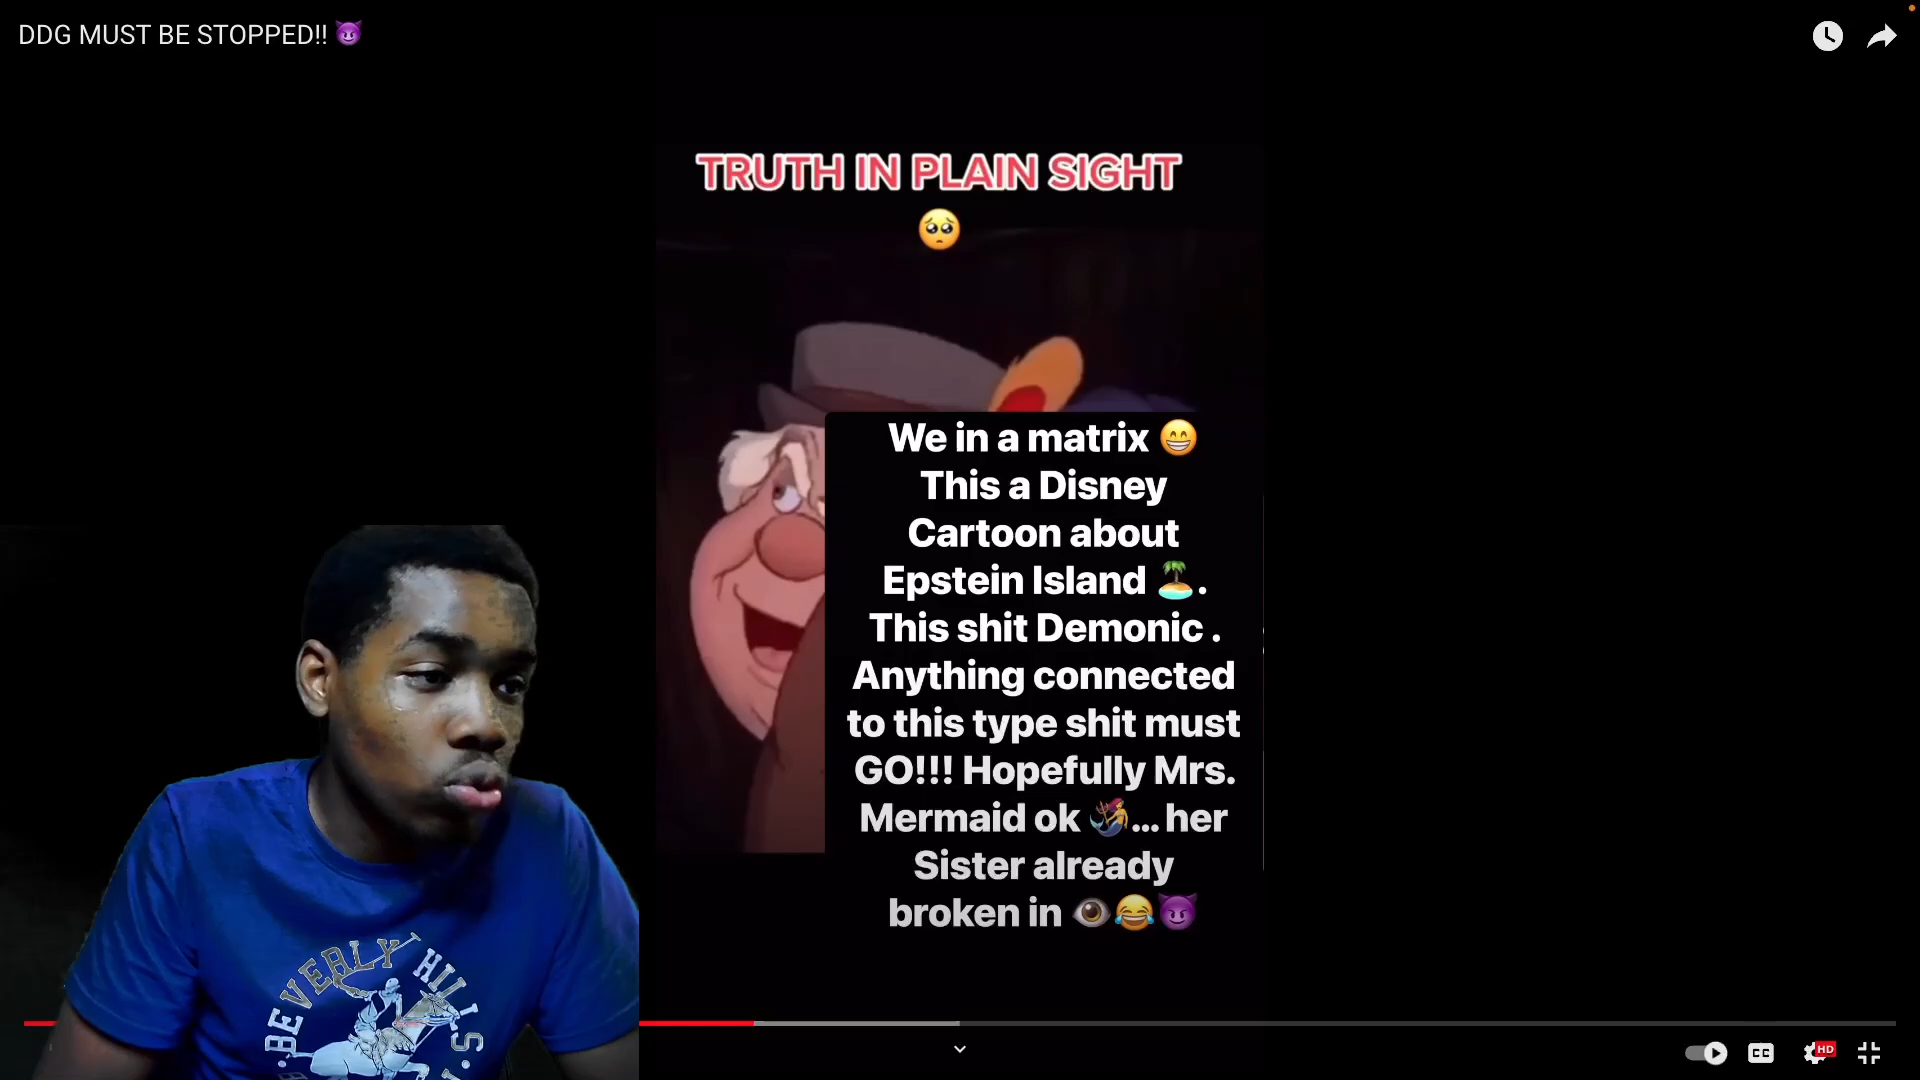 DDG MUST BE STOPPED!! 😈
TRUTH IN PLAIN SIGHT
🥺
We in a matrix 😁
This a Disney
Cartoon about
Epstein Island 🏝️.
This shit Demonic .
Anything connected
to this type shit must
GO!!! Hopefully Mrs.
Mermaid ok 🧜‍♀️... her
Sister already
broken in 👁️😂😈
BEVERLY HILLS
CC
HD